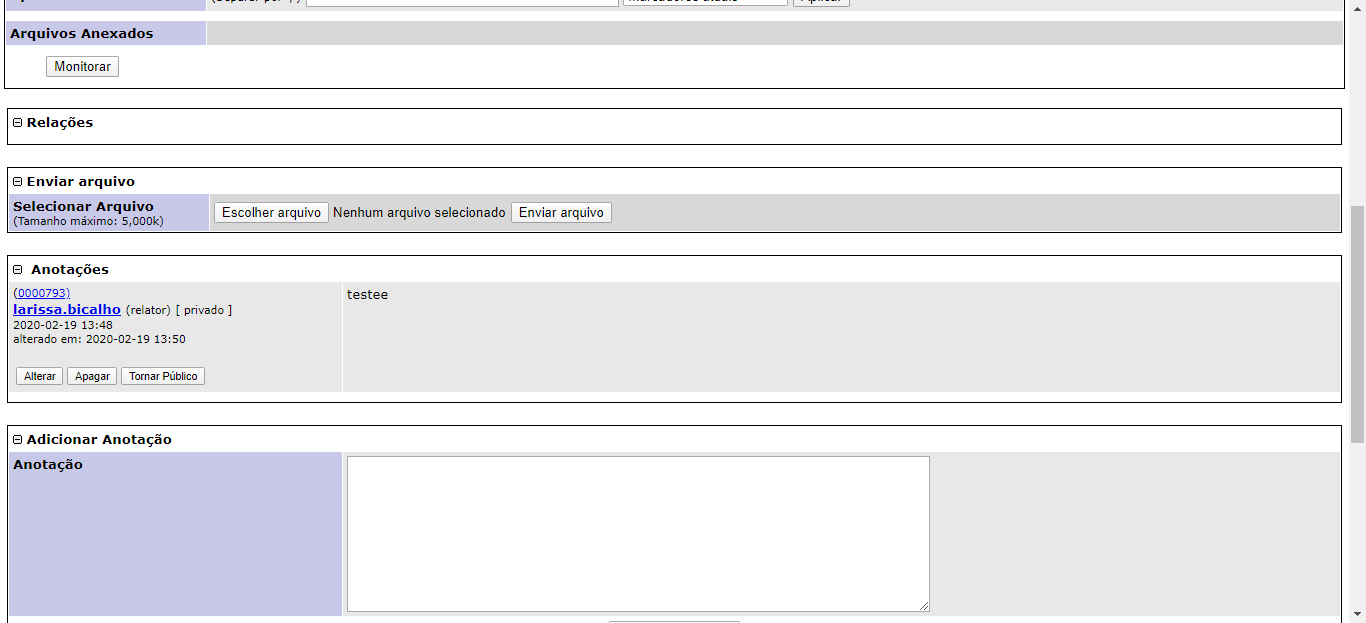 Arquivos Anexados
Monitorar
Relações
Enviar arquivo
Selecionar Arquivo
(Tamanho máximo: 5,000k)
Escolher arquivo Nenhum arquivo selecionado Enviar arquivo
Anotações
(0000793)
larissa.bicalho (relator) [ privado ]
2020-02-19 13:48
alterado em: 2020-02-19 13:50
Alterar Apagar Tornar Público
testee
Adicionar Anotação
Anotação